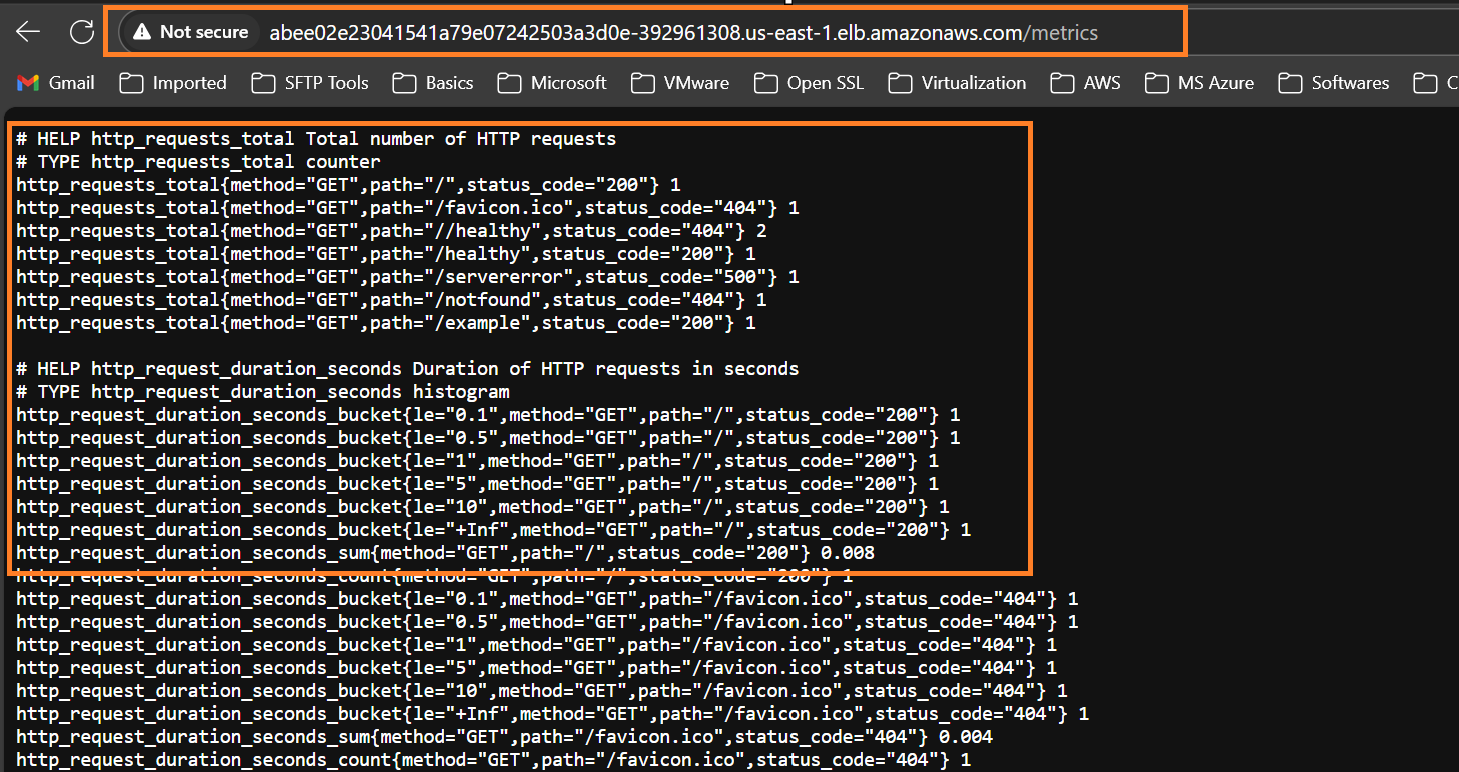 Not secure abee02e23041541a79e07242503a3d0e-392961308.us-east-1.elb.amazonaws.com/metrics
Gmail Imported SFTP Tools Basics Microsoft VMware Open SSL Virtualization AWS MS Azure Softwares
# HELP http_requests_total Total number of HTTP requests
# TYPE http_requests_total counter
http_requests_total{method="GET",path="/",status_code="200"} 1
http_requests_total{method="GET",path="/favicon.ico",status_code="404"} 1
http_requests_total{method="GET",path="//healthy",status_code="404"} 2
http_requests_total{method="GET",path="/healthy",status_code="200"} 1
http_requests_total{method="GET",path="/servererror",status_code="500"} 1
http_requests_total{method="GET",path="/notfound",status_code="404"} 1
http_requests_total{method="GET",path="/example",status_code="200"} 1
# HELP http_request_duration_seconds Duration of HTTP requests in seconds
# TYPE http_request_duration_seconds histogram
http_request_duration_seconds_bucket{le="0.1",method="GET",path="/",status_code="200"} 1
http_request_duration_seconds_bucket{le="0.5",method="GET",path="/",status_code="200"} 1
http_request_duration_seconds_bucket{le="1",method="GET",path="/",status_code="200"} 1
http_request_duration_seconds_bucket{le="5",method="GET",path="/",status_code="200"} 1
http_request_duration_seconds_bucket{le="10",method="GET",path="/",status_code="200"} 1
http_request_duration_seconds_bucket{le="+Inf",method="GET",path="/",status_code="200"} 1
http_request_duration_seconds_sum{method="GET",path="/",status_code="200"} 0.008
http_request_duration_seconds_count{method="GET",path="/",status_code="200"} 1
http_request_duration_seconds_bucket{le="0.1",method="GET",path="/favicon.ico",status_code="404"} 1
http_request_duration_seconds_bucket{le="0.5",method="GET",path="/favicon.ico",status_code="404"} 1
http_request_duration_seconds_bucket{le="1",method="GET",path="/favicon.ico",status_code="404"} 1
http_request_duration_seconds_bucket{le="5",method="GET",path="/favicon.ico",status_code="404"} 1
http_request_duration_seconds_bucket{le="10",method="GET",path="/favicon.ico",status_code="404"} 1
http_request_duration_seconds_bucket{le="+Inf",method="GET",path="/favicon.ico",status_code="404"} 1
http_request_duration_seconds_sum{method="GET",path="/favicon.ico",status_code="404"} 0.004
http_request_duration_seconds_count{method="GET",path="/favicon.ico",status_code="404"} 1